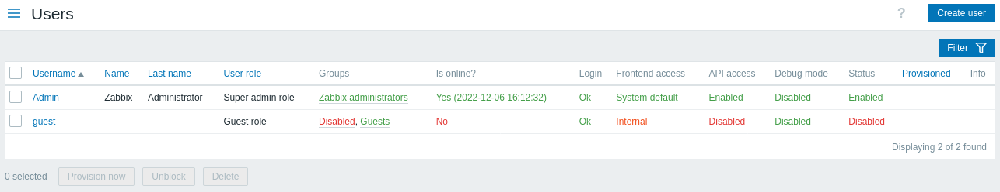 Users ? Create user
Filter
Username Name Last name User role Groups Is online? Login Frontend access API access Debug mode Status Provisioned Info
Admin Zabbix Administrator Super admin role Zabbix administrators Yes (2022-12-06 16:12:32) Ok System default Enabled Disabled Enabled
guest Guest role Disabled, Guests No Ok Internal Disabled Disabled Disabled
Displaying 2 of 2 found
0 selected Provision now Unblock Delete